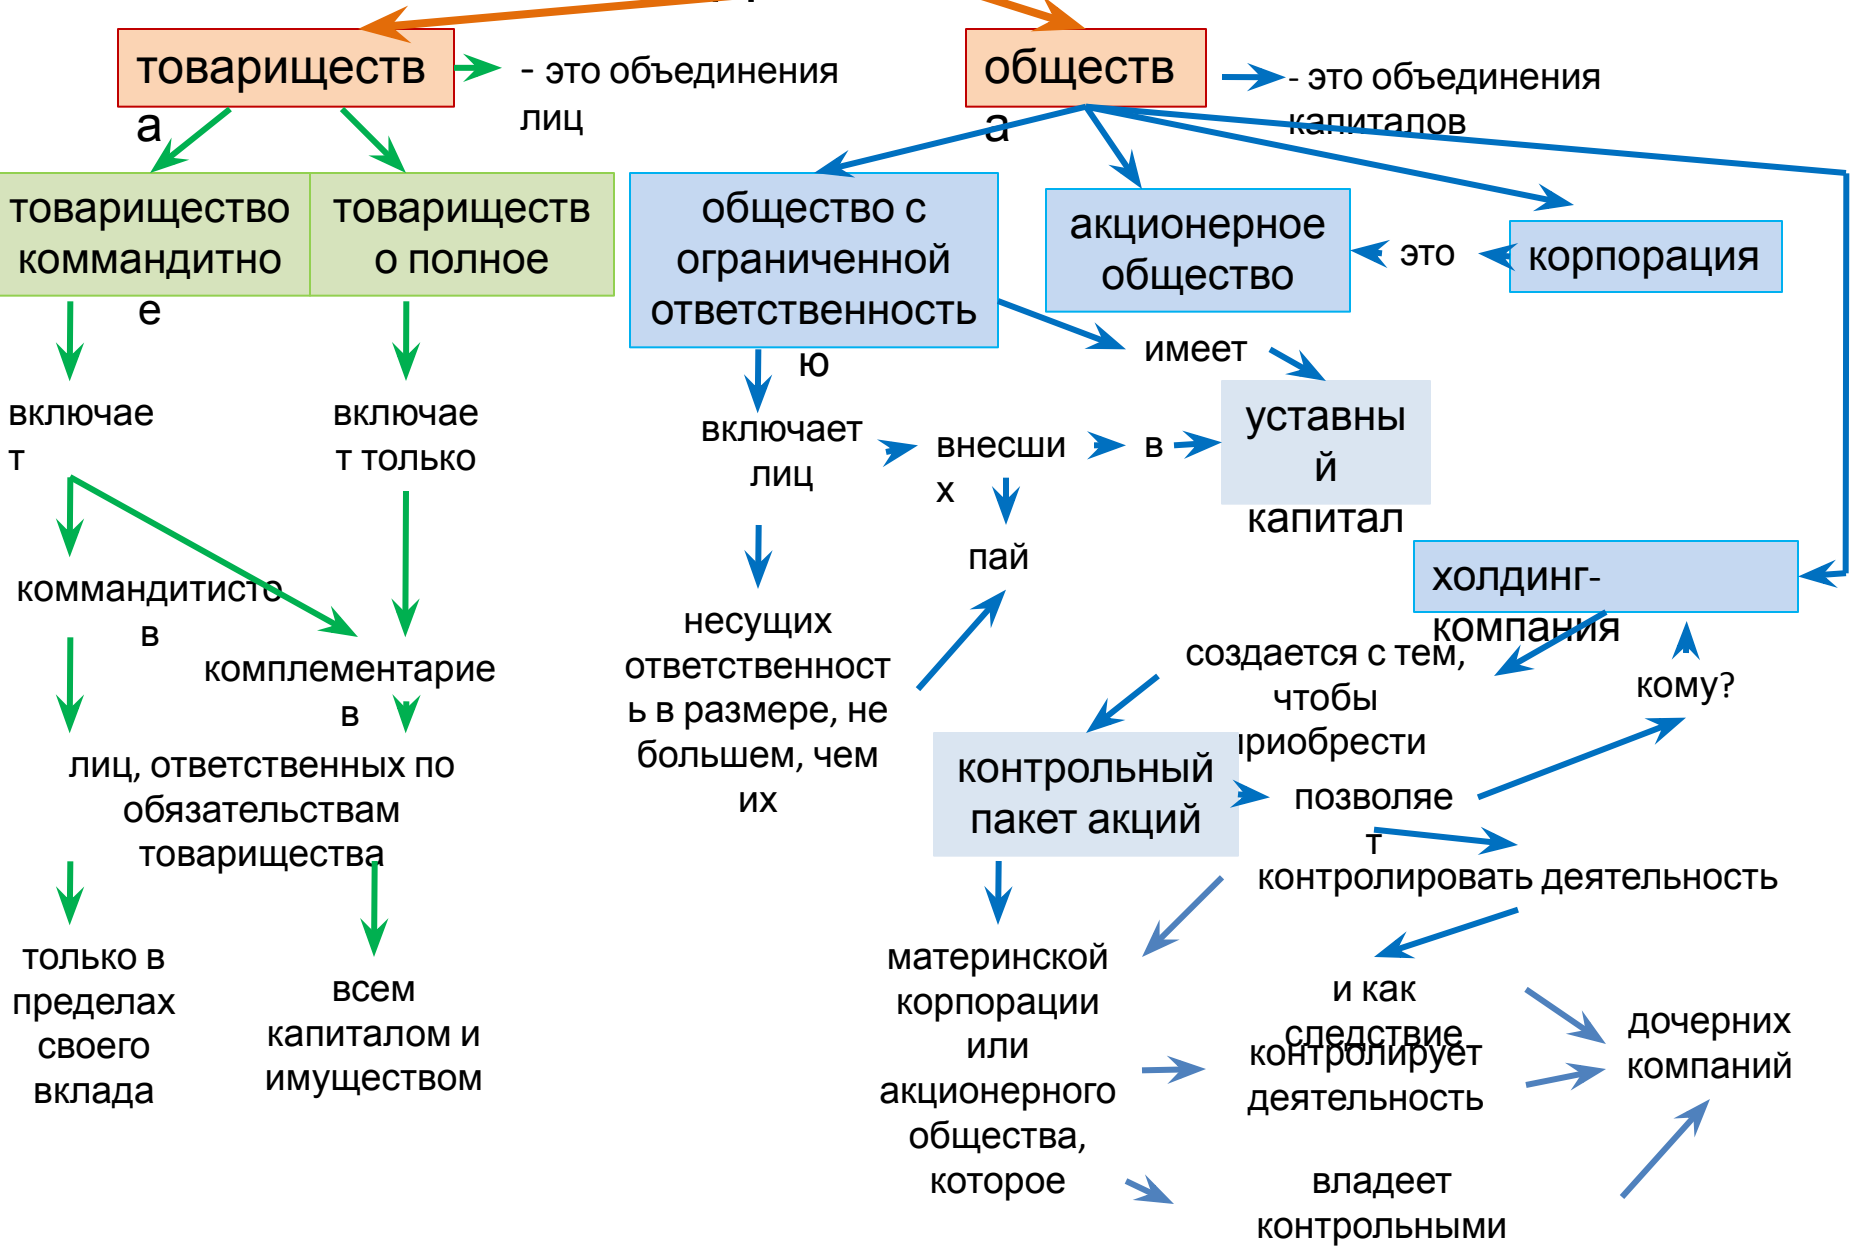 товариществ
а
- это объединения
лиц
обществ
а
- это объединения
капиталов
товарищество
коммандитно
е
товариществ
о полное
общество с
ограниченной
ответственность
ю
акционерное
общество
это
корпорация
имеет
включае
т
включае
т только
включает
лиц
внесши
х
в
уставны
й
капитал
пай
коммандитисто
в
комплементарие
в
несущих
ответственност
ь в размере, не
большем, чем
их
холдинг-
компания
создается с тем,
чтобы
приобрести
кому?
лиц, ответственных по
обязательствам
товарищества
контрольный
пакет акций
позволяе
т
контролировать деятельность
только в
пределах
своего
вклада
всем
капиталом и
имуществом
материнской
корпорации
или
акционерного
общества,
которое
и как
следствие
контролирует
деятельность
дочерних
компаний
владеет
контрольными